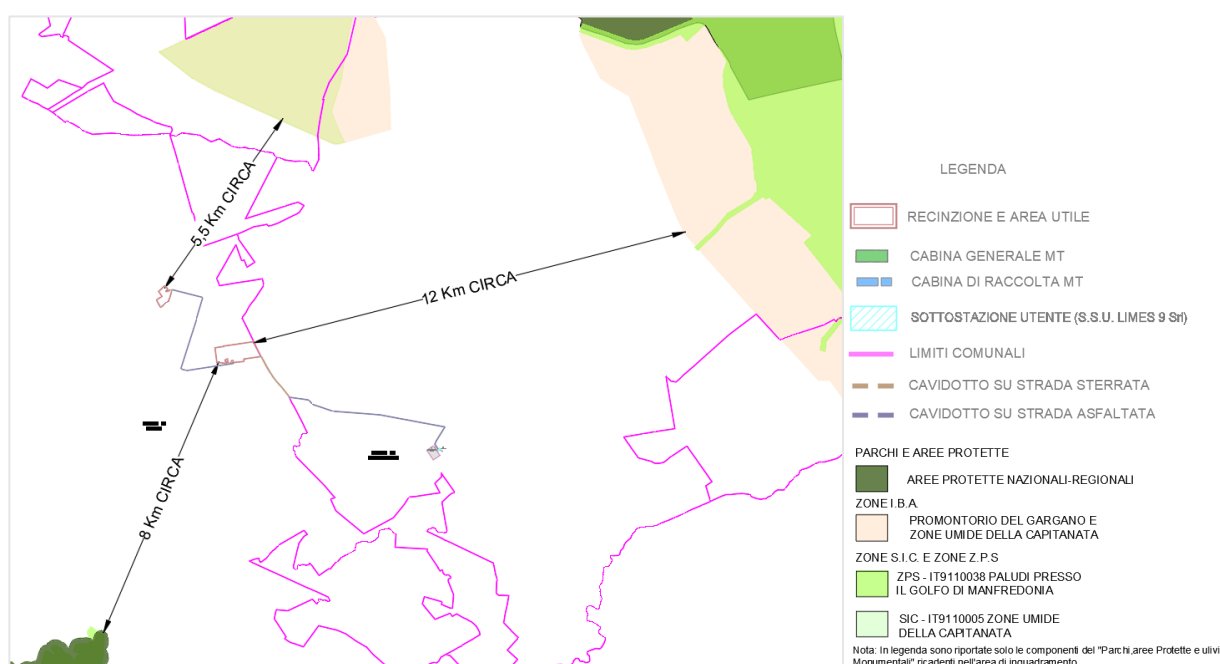 5,5 Km CIRCA
12 Km CIRCA
8 Km CIRCA
LEGENDA
RECINZIONE E AREA UTILE
CABINA GENERALE MT
CABINA DI RACCOLTA MT
SOTTOSTAZIONE UTENTE (S.S.U. LIMES 9 Srl)
LIMITI COMUNALI
CAVIDOTTO SU STRADA STERRATA
CAVIDOTTO SU STRADA ASFALTATA
PARCHI E AREE PROTETTE
AREE PROTETTE NAZIONALI-REGIONALI
ZONE I.B.A.
PROMONTORIO DEL GARGANO E
ZONE UMIDE DELLA CAPITANATA
ZONE S.I.C. E ZONE Z.P.S
ZPS - IT9110038 PALUDI PRESSO
IL GOLFO DI MANFREDONIA
SIC - IT9110005 ZONE UMIDE
DELLA CAPITANATA
Nota: In legenda sono riportate solo le componenti del "Parchi,aree Protette e ulivi
Monumentali" ricadenti nell'area di inquadramento